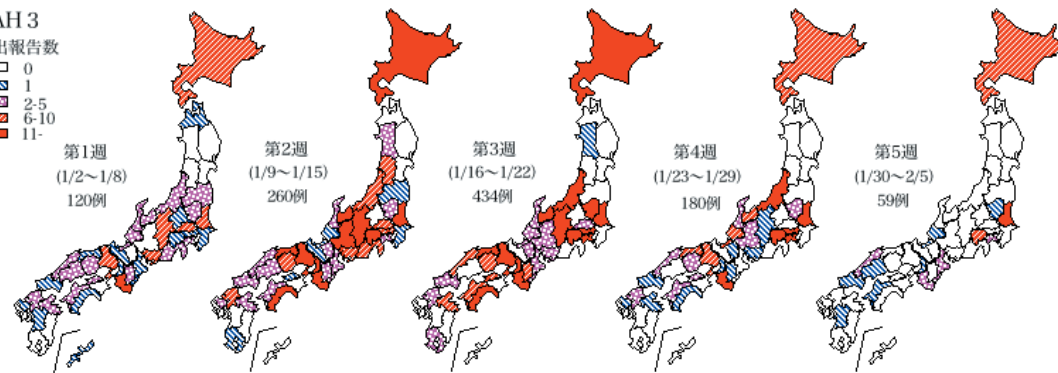 AH 3
出報告数
0
1
2-5
6-10
11-
第1週
(1/2～1/8)
120例
第2週
(1/9～1/15)
260例
第3週
(1/16～1/22)
434例
第4週
(1/23～1/29)
180例
第5週
(1/30～2/5)
59例